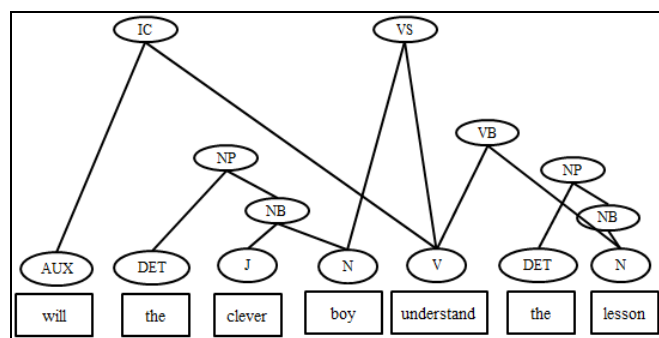 IC VS
VB
NP NP
NB NB
AUX DET J N V DET N
will the clever boy understand the lesson